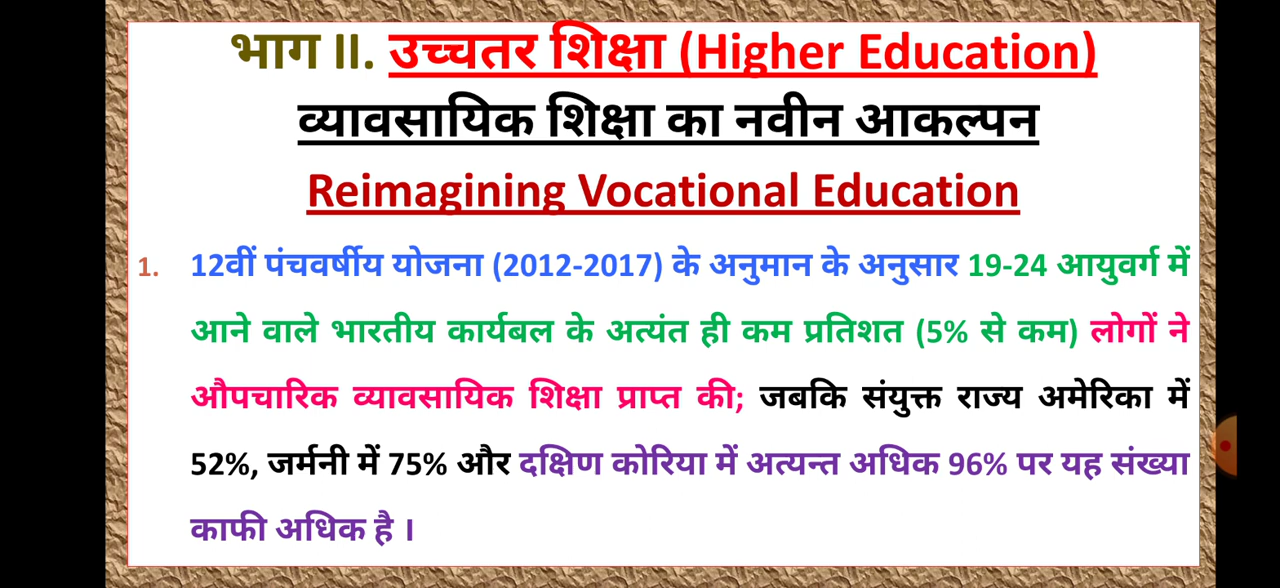 भाग II. उच्चतर शिक्षा (Higher Education)
व्यावसायिक शिक्षा का नवीन आकल्पन
Reimagining Vocational Education
1. 12वीं पंचवर्षीय योजना (2012-2017) के अनुमान के अनुसार 19-24 आयुवर्ग में
आने वाले भारतीय कार्यबल के अत्यंत ही कम प्रतिशत (5% से कम) लोगों ने
औपचारिक व्यावसायिक शिक्षा प्राप्त की; जबकि संयुक्त राज्य अमेरिका में
52%, जर्मनी में 75% और दक्षिण कोरिया में अत्यन्त अधिक 96% पर यह संख्या
काफी अधिक है ।